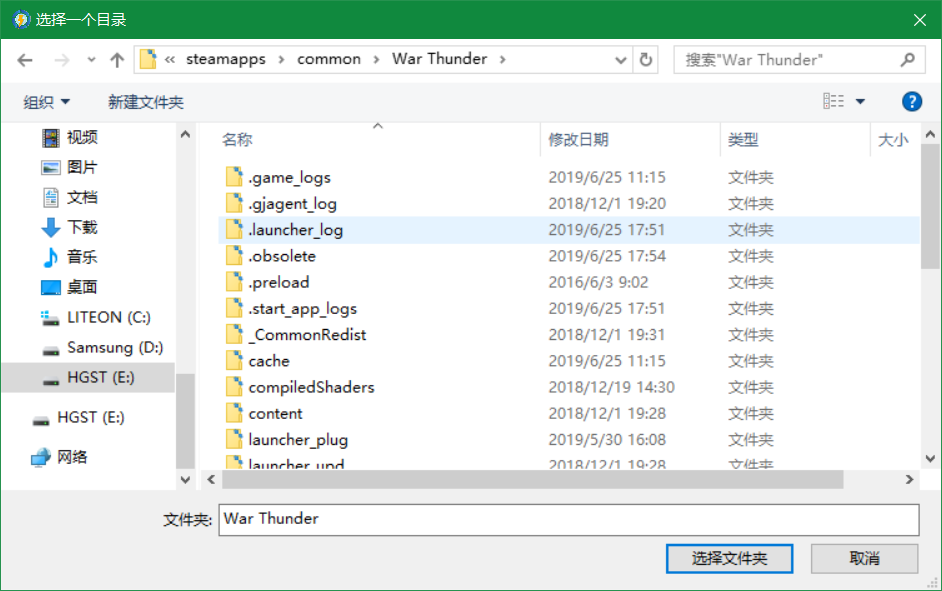 选择一个目录
« steamapps › common › War Thunder ›
搜索"War Thunder"
组织
新建文件夹
视频
图片
文档
下载
音乐
桌面
LITEON (C:)
Samsung (D:)
HGST (E:)
HGST (E:)
网络
名称 修改日期 类型 大小
.game_logs 2019/6/25 11:15 文件夹
.gjagent_log 2018/12/1 19:20 文件夹
.launcher_log 2019/6/25 17:51 文件夹
.obsolete 2019/6/25 17:54 文件夹
.preload 2016/6/3 9:02 文件夹
.start_app_logs 2019/6/25 17:51 文件夹
_CommonRedist 2018/12/1 19:31 文件夹
cache 2019/6/25 11:15 文件夹
compiledShaders 2018/12/19 14:30 文件夹
content 2018/12/1 19:28 文件夹
launcher_plug 2019/5/30 16:08 文件夹
launcher_upd 2018/12/1 19:28 文件夹
文件夹: War Thunder
选择文件夹 取消